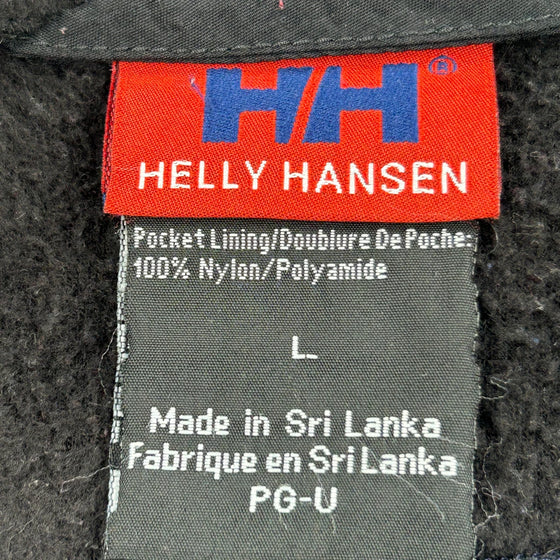 H/H ®
HELLY HANSEN
Pocket Lining/Doublure De Poche:
100% Nylon/Polyamide
L
Made in Sri Lanka
Fabrique en Sri Lanka
PG-U